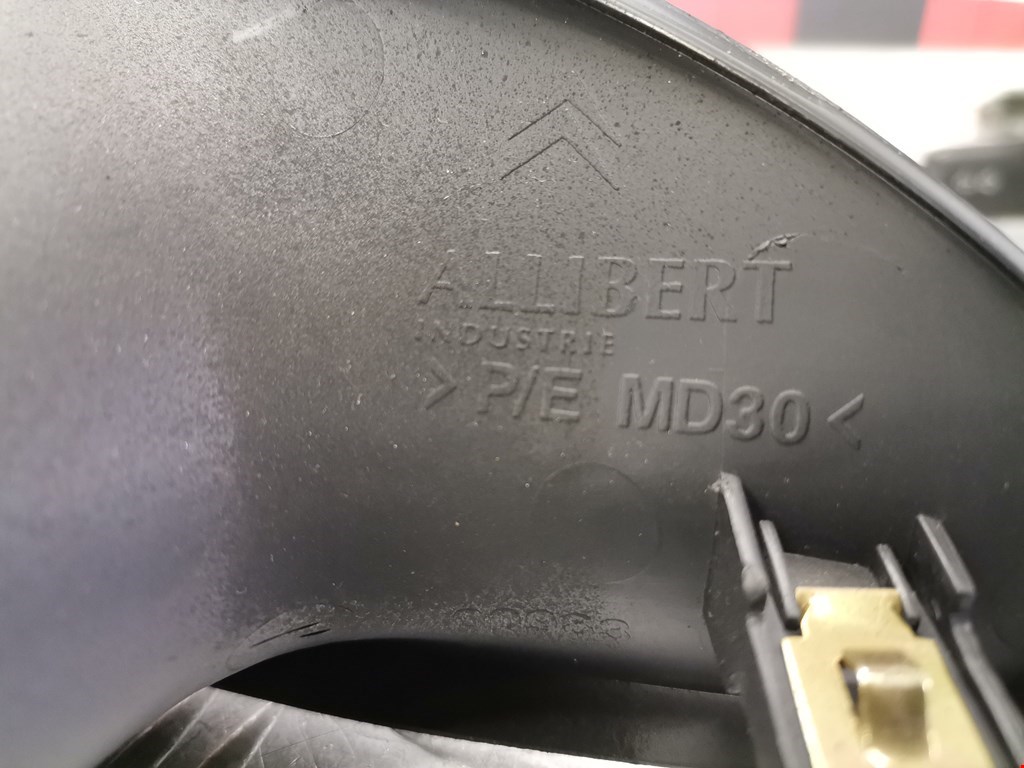 ALLIBERT
INDUSTRIE
> P/E MD30 <